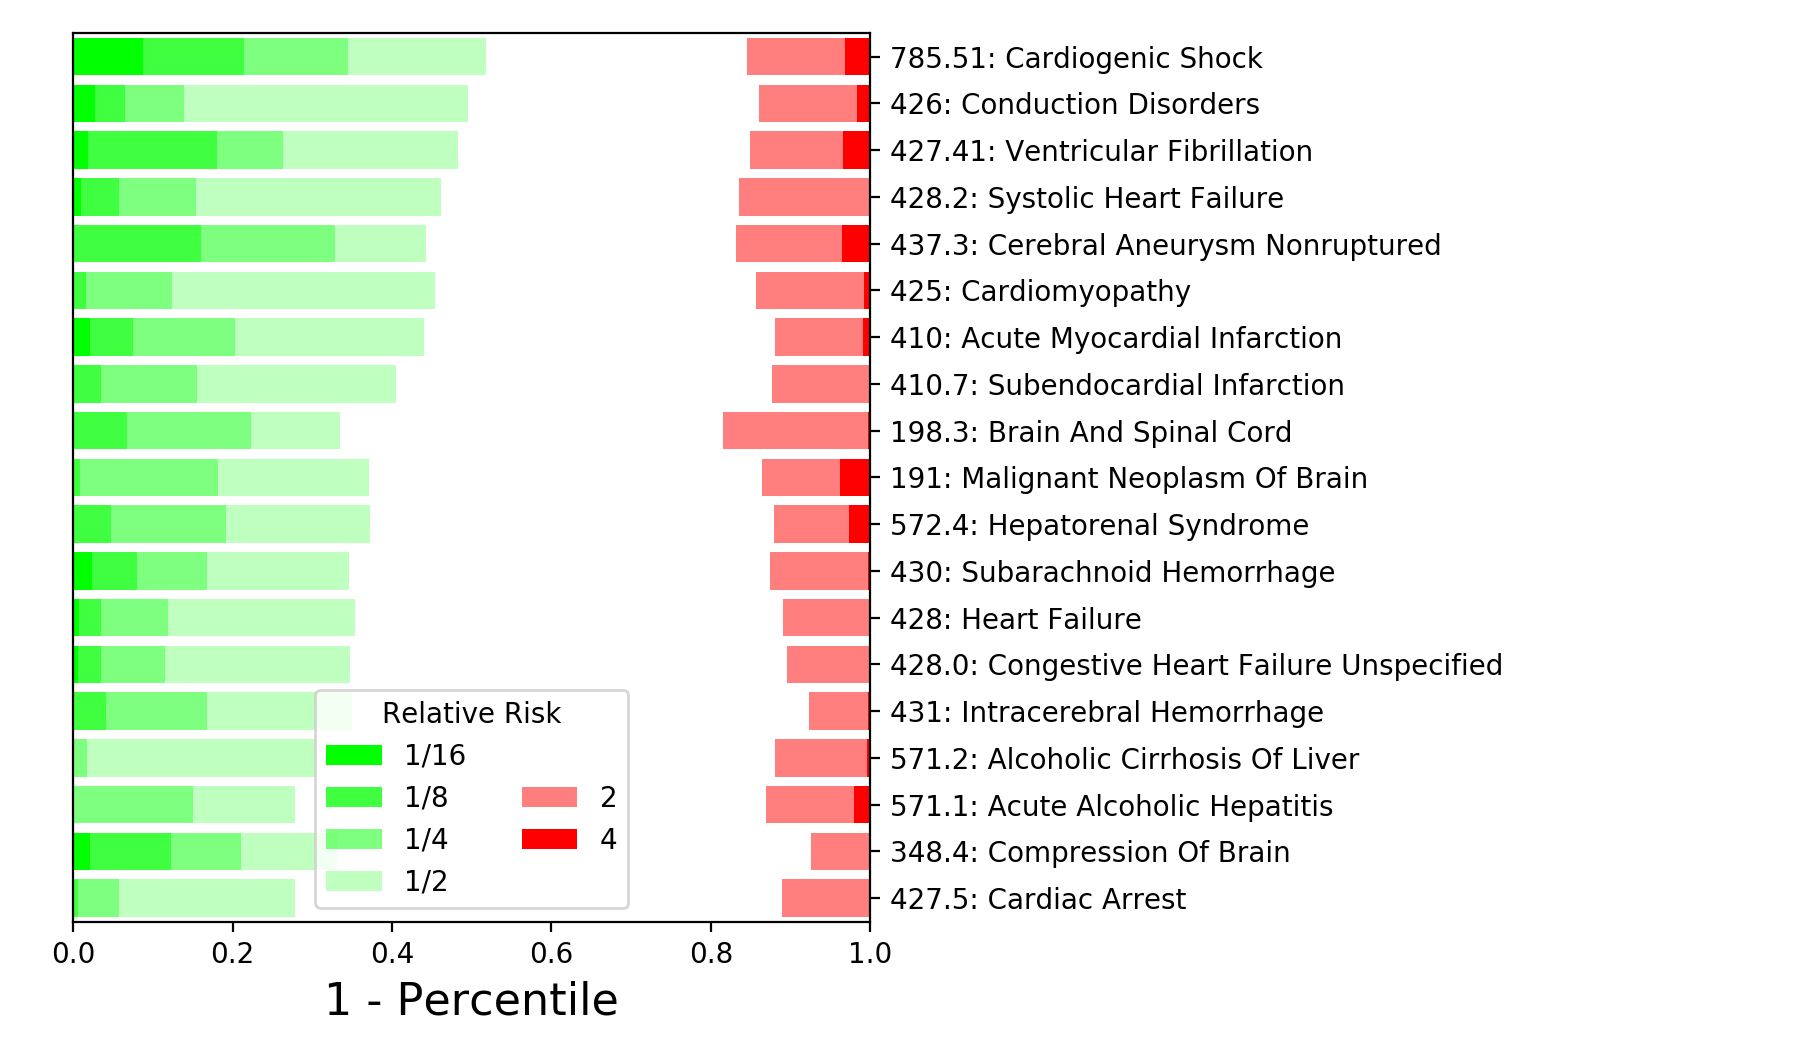 785.51: Cardiogenic Shock
426: Conduction Disorders
427.41: Ventricular Fibrillation
428.2: Systolic Heart Failure
437.3: Cerebral Aneurysm Nonruptured
425: Cardiomyopathy
410: Acute Myocardial Infarction
410.7: Subendocardial Infarction
198.3: Brain And Spinal Cord
191: Malignant Neoplasm Of Brain
572.4: Hepatorenal Syndrome
430: Subarachnoid Hemorrhage
428: Heart Failure
428.0: Congestive Heart Failure Unspecified
431: Intracerebral Hemorrhage
571.2: Alcoholic Cirrhosis Of Liver
571.1: Acute Alcoholic Hepatitis
348.4: Compression Of Brain
427.5: Cardiac Arrest
Relative Risk
1/16
1/8 2
1/4 4
1/2
0.0 0.2 0.4 0.6 0.8 1.0
1 - Percentile